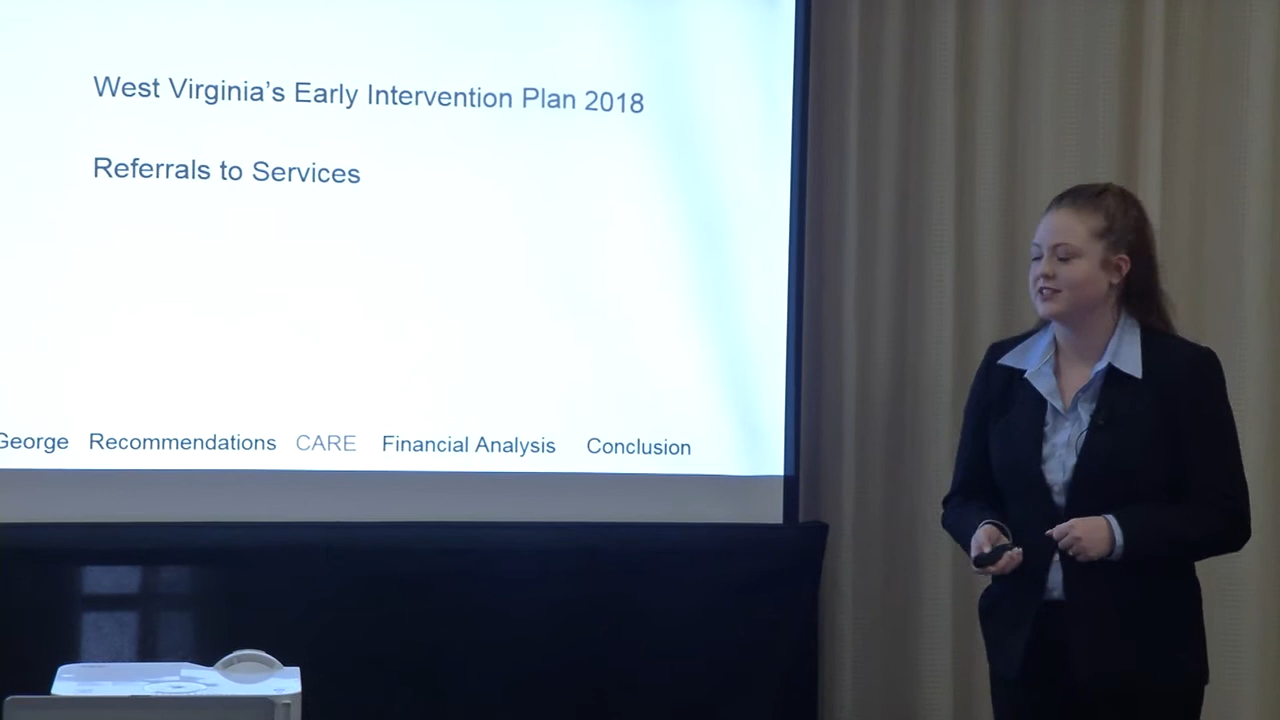 West Virginia's Early Intervention Plan 2018
Referrals to Services
George Recommendations CARE Financial Analysis Conclusion